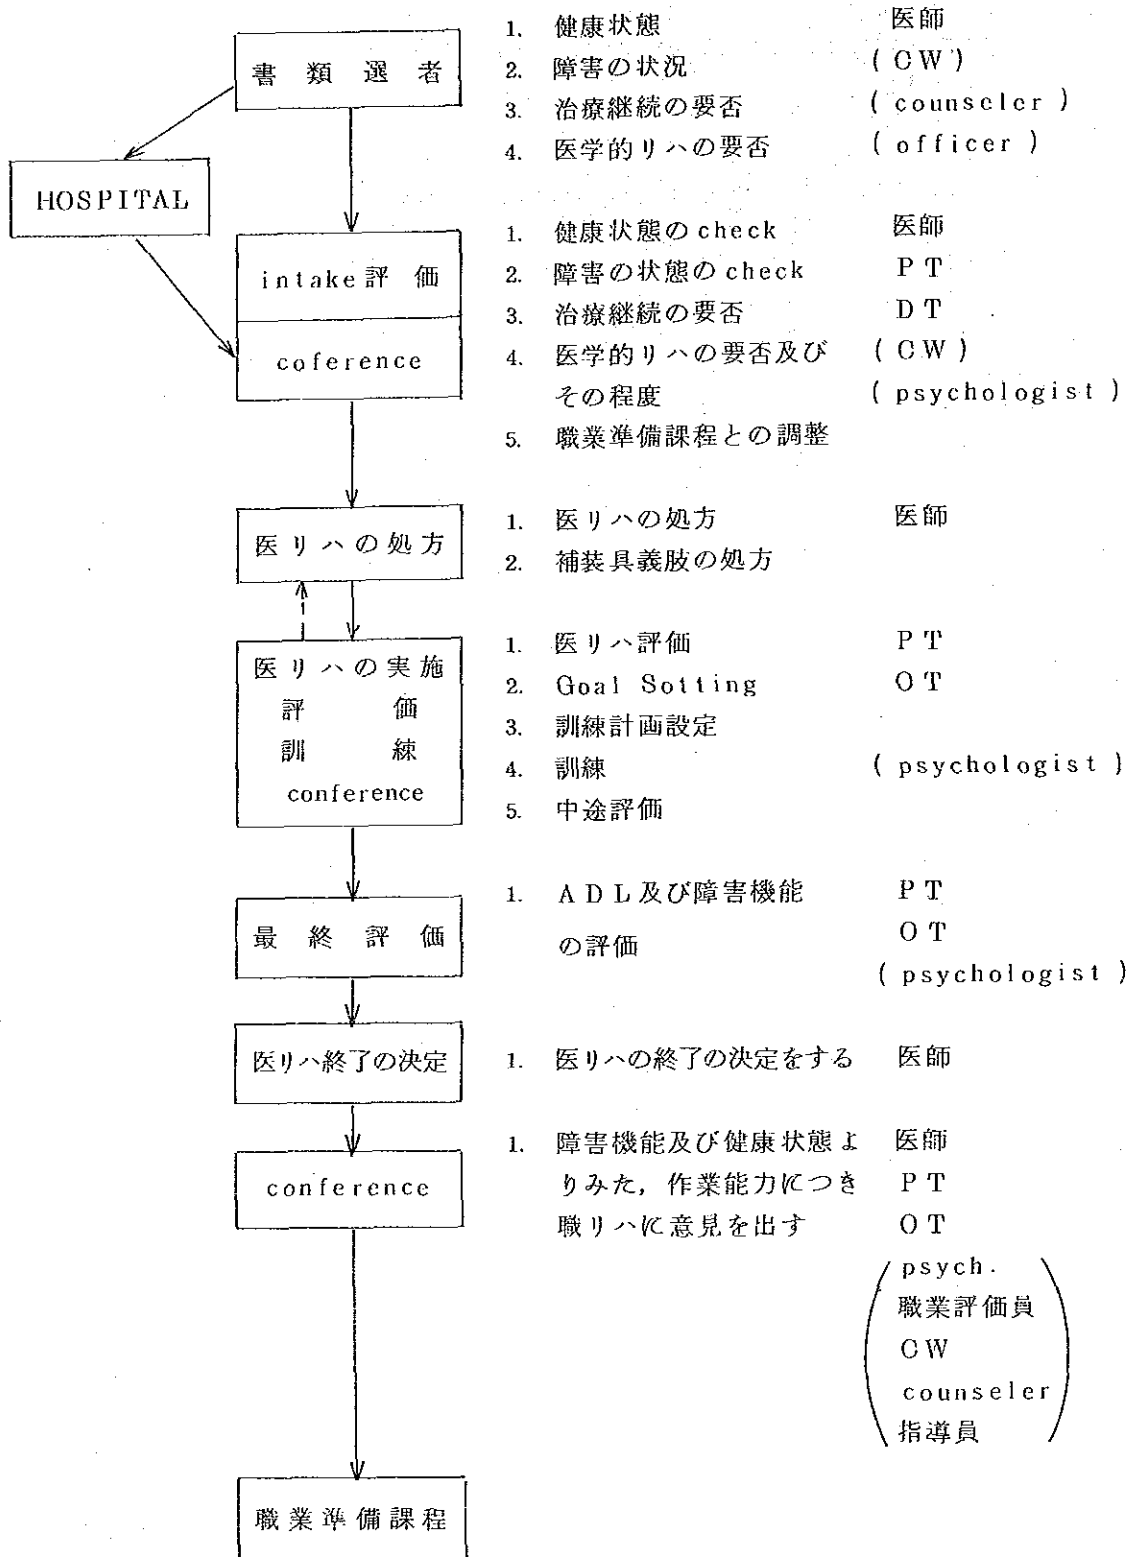 書類選者
1. 健康状態 医師
2. 障害の状況 (CW)
3. 治療継続の要否 (counseler)
4. 医学的リハの要否 (officer)
HOSPITAL
intake評価
coference
1. 健康状態のcheck 医師
2. 障害の状態のcheck PT
3. 治療継続の要否 DT
4. 医学的リハの要否及び (CW)
その程度 (psychologist)
5. 職業準備課程との調整
医リハの処方
1. 医リハの処方 医師
2. 補装具義肢の処方
医リハの実施
評価
訓練
conference
1. 医リハ評価 PT
2. Goal Sotting OT
3. 訓練計画設定
4. 訓練 (psychologist)
5. 中途評価
最終評価
1. ADL及び障害機能 PT
の評価 OT
(psychologist)
医リハ終了の決定
1. 医リハの終了の決定をする 医師
conference
1. 障害機能及び健康状態よ 医師
りみた,作業能力につき PT
職リハに意見を出す OT
(psych.
職業評価員
CW
counseler
指導員)
職業準備課程